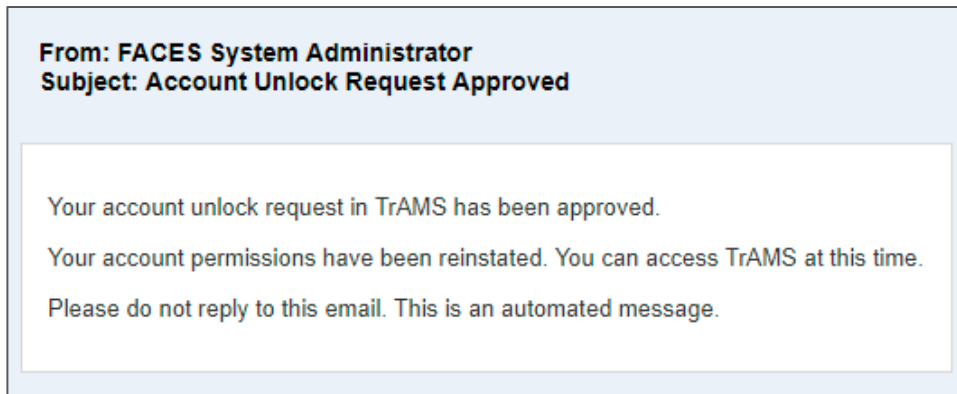 From: FACES System Administrator
Subject: Account Unlock Request Approved
Your account unlock request in TrAMS has been approved.
Your account permissions have been reinstated. You can access TrAMS at this time.
Please do not reply to this email. This is an automated message.